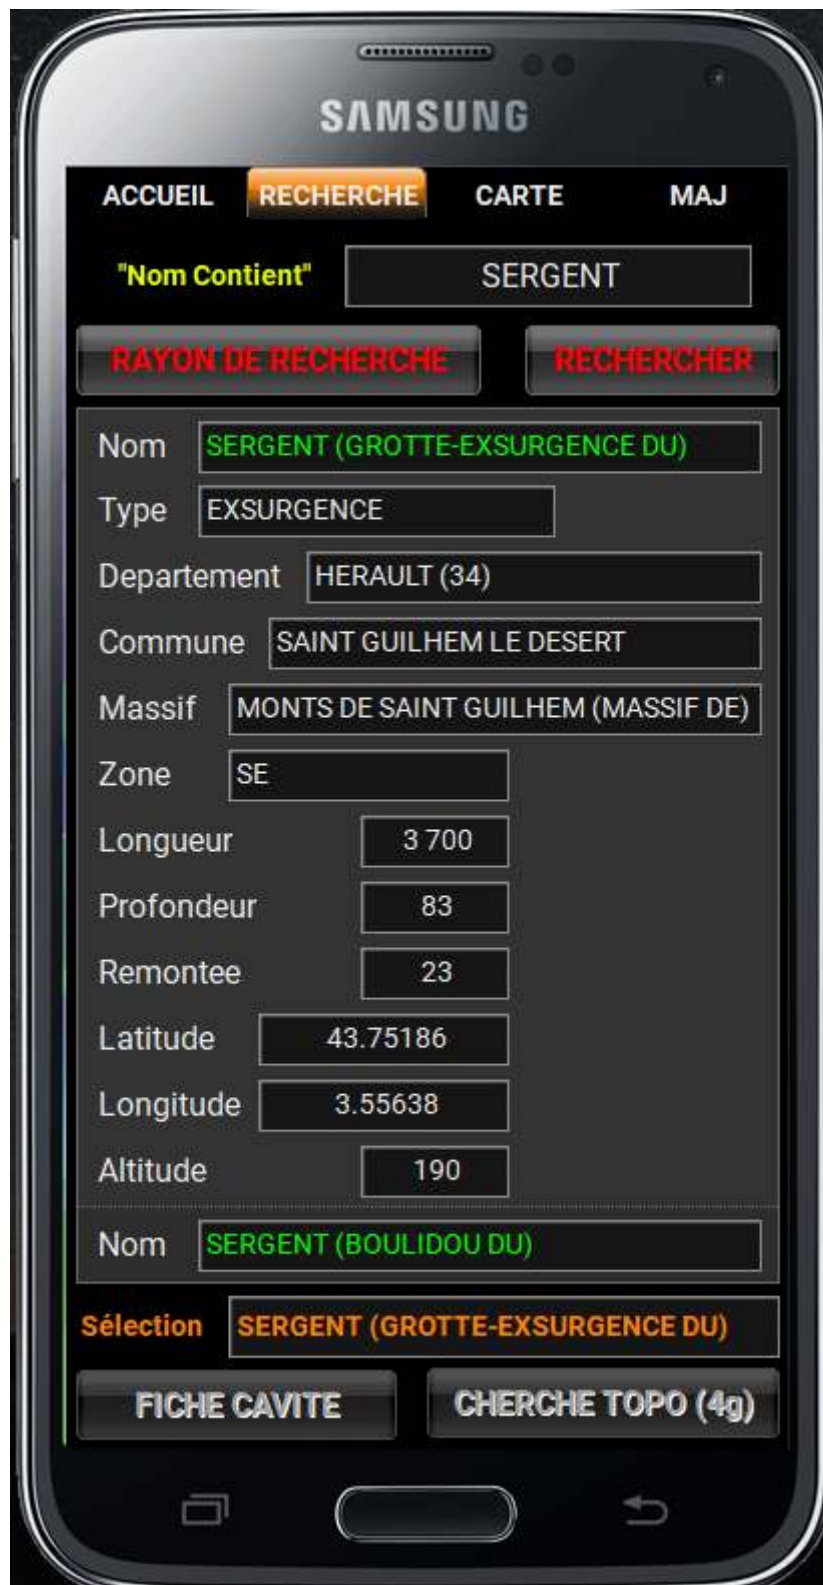 SAMSUNG
ACCUEIL RECHERCHE CARTE MAJ
"Nom Contient" SERGENT
RAYON DE RECHERCHE RECHERCHER
Nom SERGENT (GROTTE-EXSURGENCE DU)
Type EXSURGENCE
Departement HERAULT (34)
Commune SAINT GUILHEM LE DESERT
Massif MONTS DE SAINT GUILHEM (MASSIF DE)
Zone SE
Longueur 3 700
Profondeur 83
Remontee 23
Latitude 43.75186
Longitude 3.55638
Altitude 190
Nom SERGENT (BOULIDOU DU)
Sélection SERGENT (GROTTE-EXSURGENCE DU)
FICHE CAVITE CHERCHE TOPO (4g)